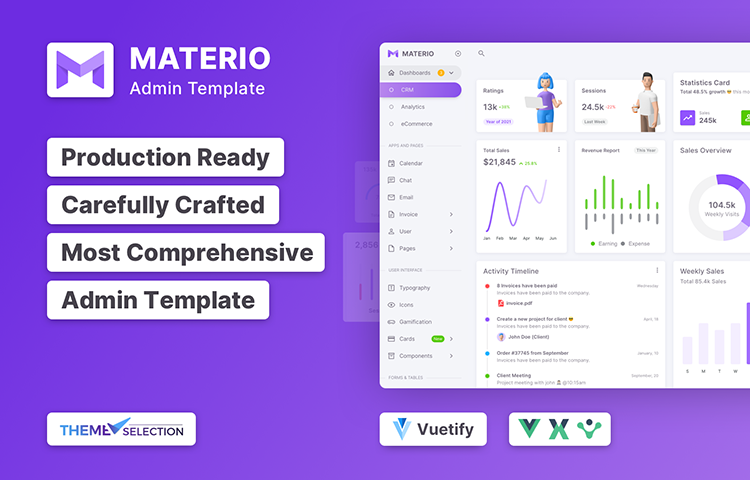 MATERIO
Admin Template
Production Ready
Carefully Crafted
Most Comprehensive
Admin Template
THEME SELECTION
MATERIO
Dashboards
CRM
Analytics
eCommerce
APPS AND PAGES
Calendar
Chat
Email
Invoice
User
Pages
USER INTERFACE
Typography
Icons
Gamification
Cards New
Components
FORMS & TABLES
Ratings
13k
Year of 2021
Sessions
24.5k -22%
Last Week
Statistics Card
Total 48.5% growth 😎 this
Sales
245k
Total Sales
$21,845
Jan Feb Mar Apr May Jun
Revenue Report This Year
Earning Expense
Sales Overview
104.5k
Weekly Visits
2,856
Activity Timeline
8 Invoices have been paid Wednesday
Invoices have been paid to the company.
Invoice.pdf
Create a new project for client 😎 April, 18
Invoices have been paid to the company.
John Doe (Client)
Order #37745 from September January, 10
Invoices have been paid to the company.
Client Meeting September, 20
Project meeting with john @10:15am
Weekly Sales
Total 85.4k Sales
S M T W
Vuetify